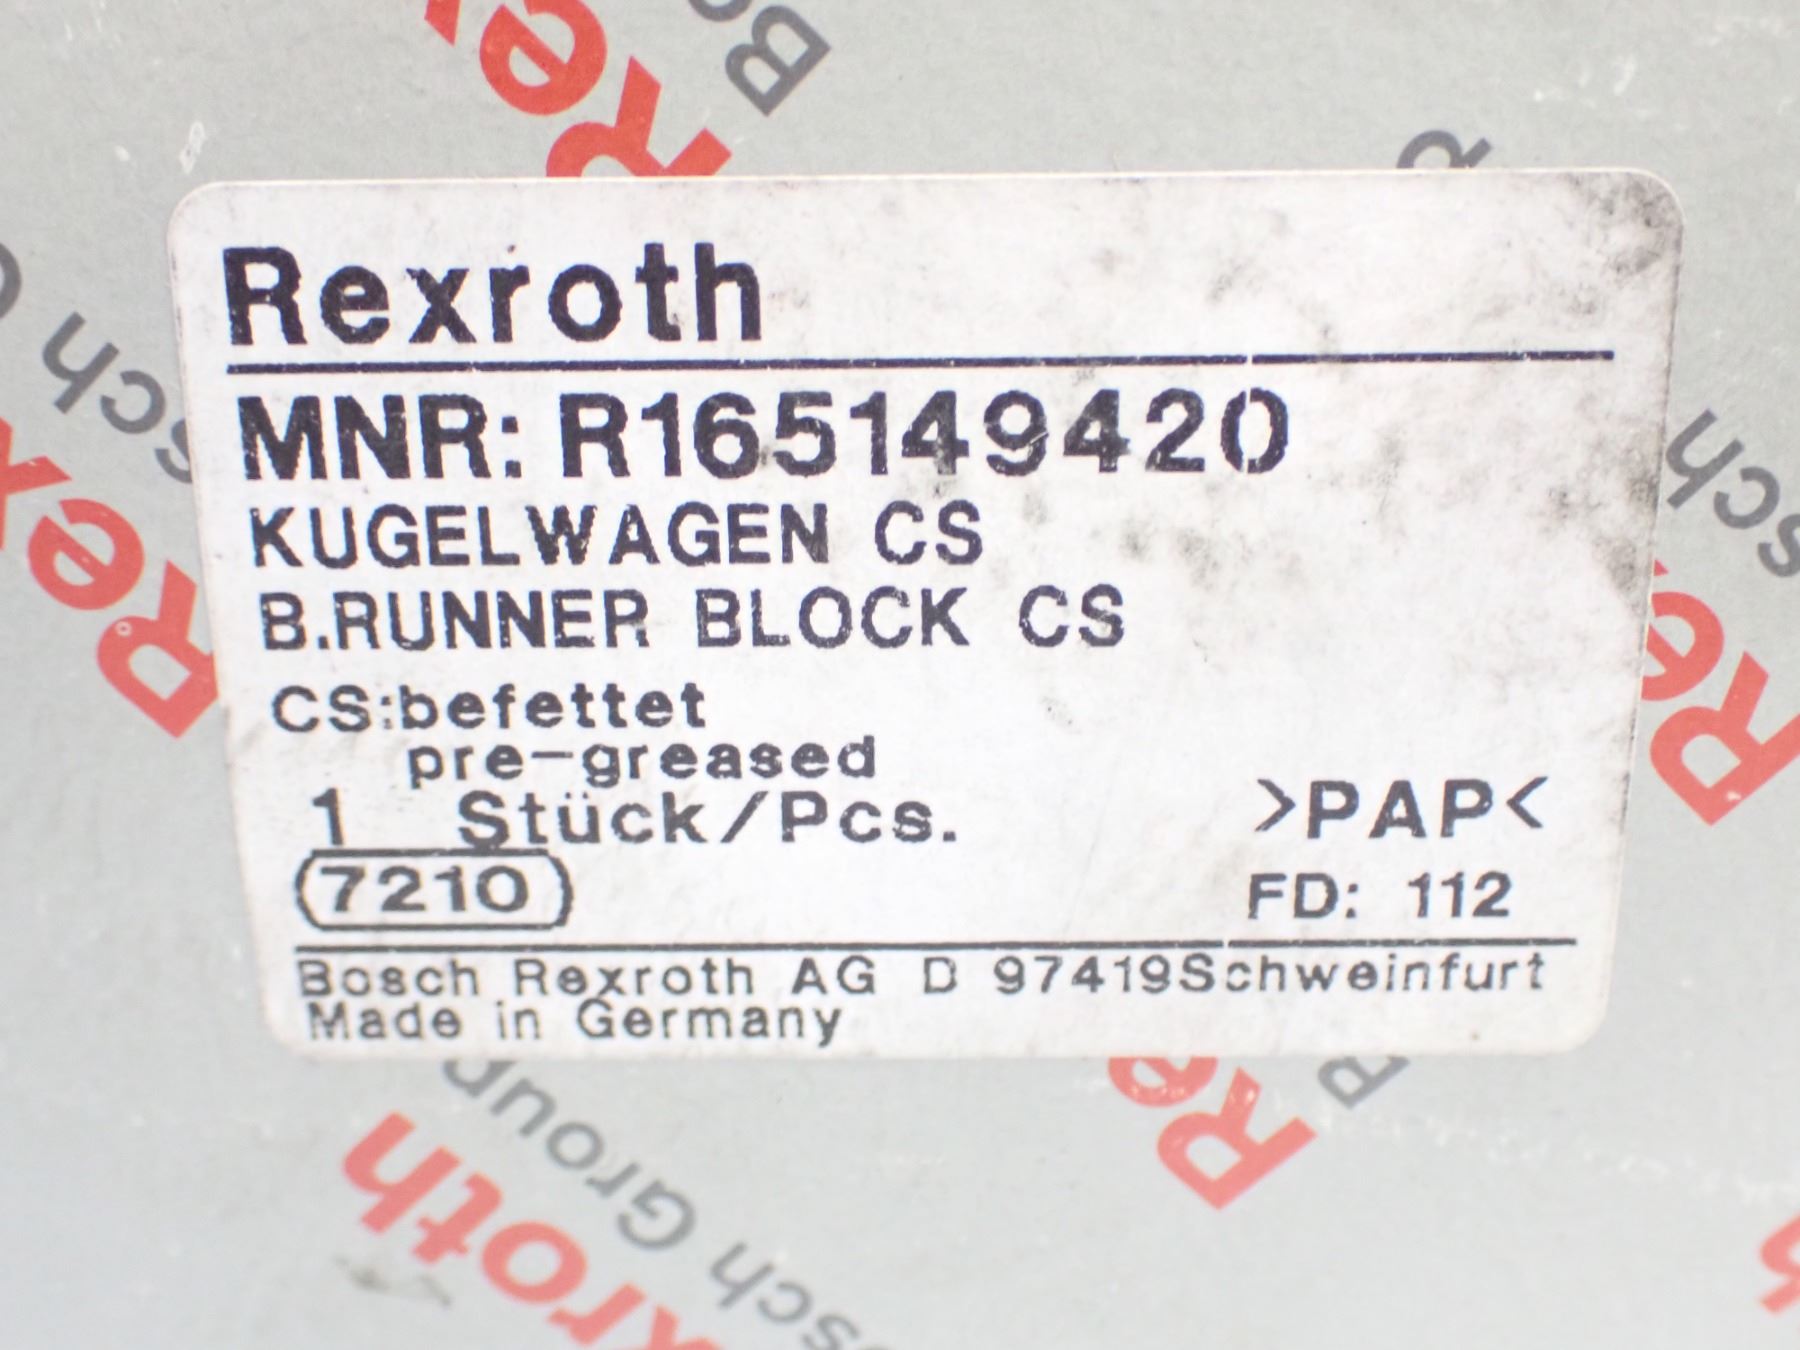 Rexroth
MNR: R165149420
KUGELWAGEN CS
B.RUNNER BLOCK CS
CS:befettet
pre-greased
1 Stück/Pcs.
>PAP<
7210
FD: 112
Bosch Rexroth AG D 97419Schweinfurt
Made in Germany